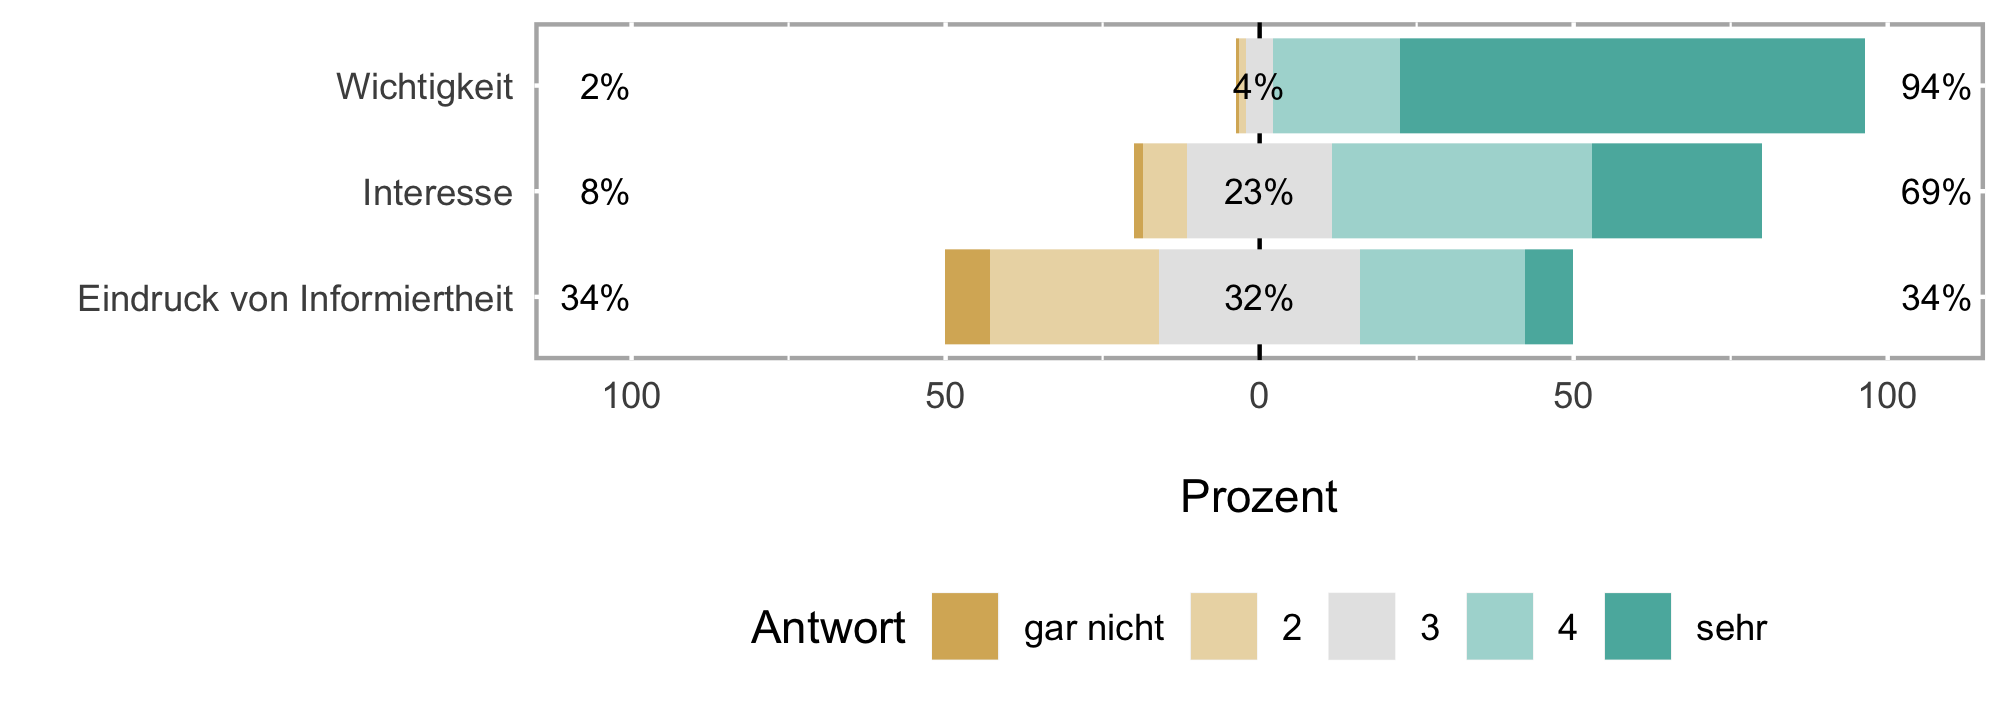 Wichtigkeit 2% 4% 94%
Interesse 8% 23% 69%
Eindruck von Informiertheit 34% 32% 34%
100 50 0 50 100
Prozent
Antwort gar nicht 2 3 4 sehr